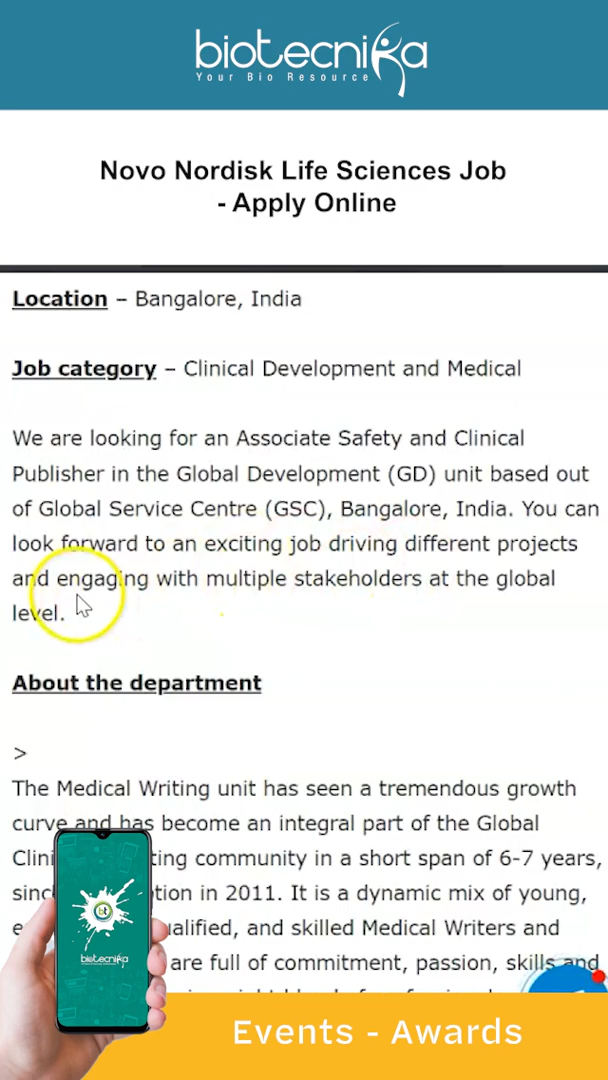 biotecnika
Your Bio Resource
Novo Nordisk Life Sciences Job
- Apply Online
Location – Bangalore, India
Job category – Clinical Development and Medical
We are looking for an Associate Safety and Clinical
Publisher in the Global Development (GD) unit based out
of Global Service Centre (GSC), Bangalore, India. You can
look forward to an exciting job driving different projects
and engaging with multiple stakeholders at the global
level.
About the department
>
The Medical Writing unit has seen a tremendous growth
curve and has become an integral part of the Global
community in a short span of 6-7 years,
in 2011. It is a dynamic mix of young,
and skilled Medical Writers and
are full of commitment, passion, skills and
bt
biotecnika
Events - Awards